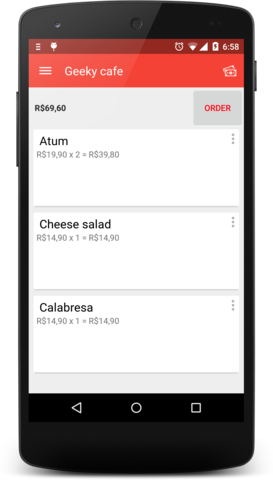 6:58
Geeky cafe
R$69,60
ORDER
Atum
R$19,90 x 2 = R$39,80
Cheese salad
R$14,90 x 1 = R$14,90
Calabresa
R$14,90 x 1 = R$14,90